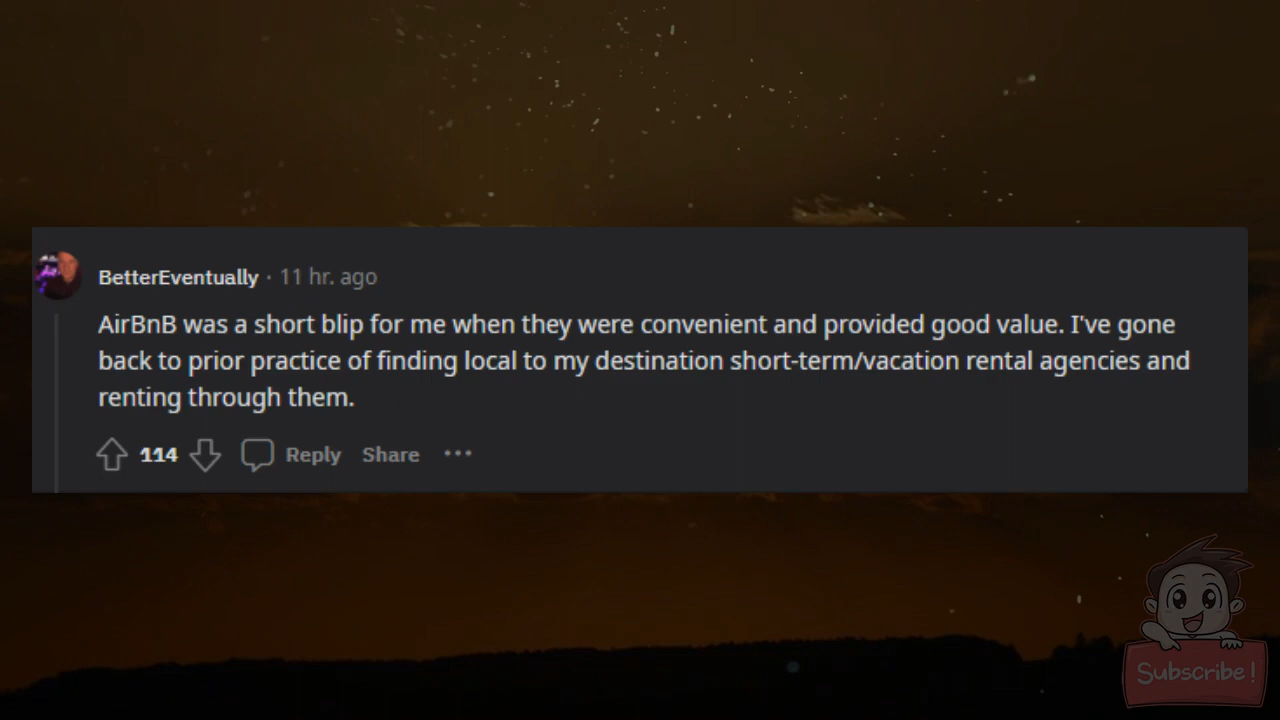 BetterEventually · 11 hr. ago
AirBnB was a short blip for me when they were convenient and provided good value. I've gone
back to prior practice of finding local to my destination short-term/vacation rental agencies and
renting through them.
114 Reply Share •••
Subscribe!